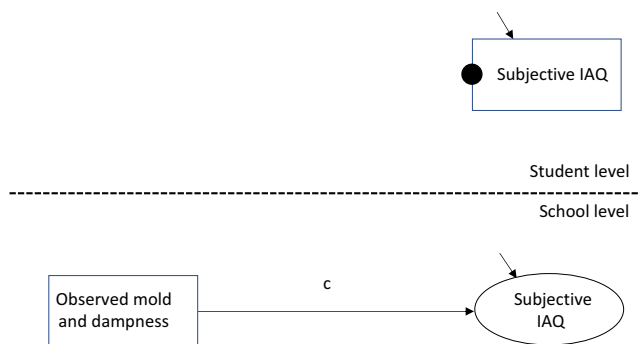 Subjective IAQ
Student level
School level
c
Observed mold
and dampness
Subjective
IAQ